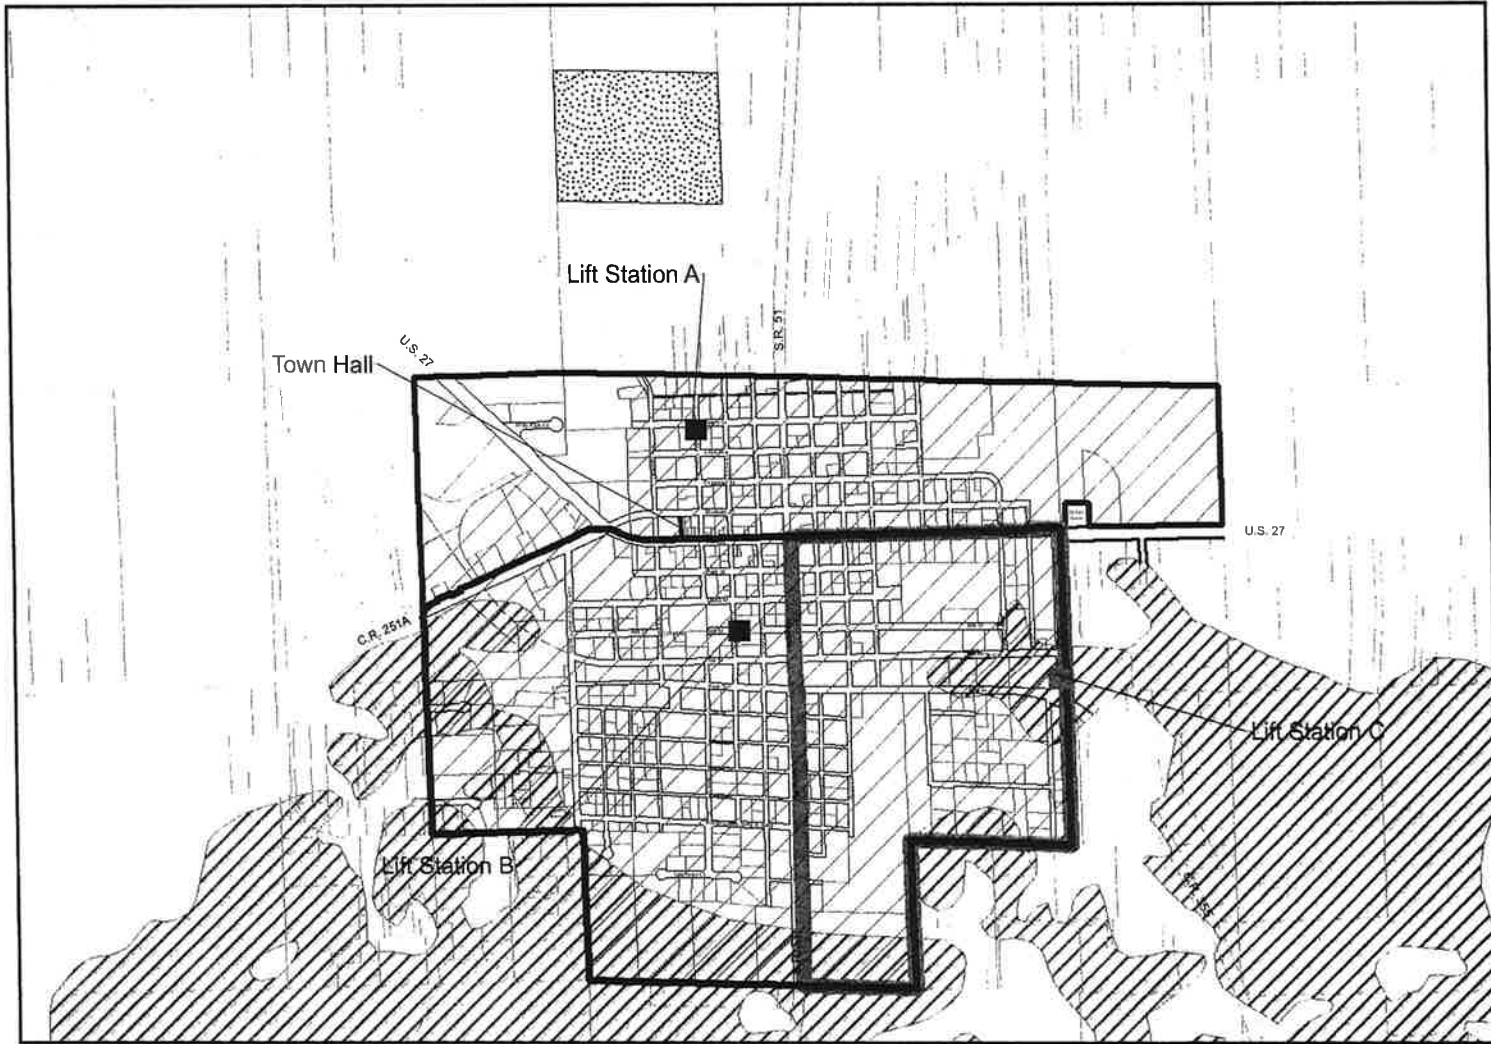 Lift Station A
S.R. 51
U.S. 27
Town Hall
U.S. 27
C.R. 251A
Lift Station C
Lift Station B